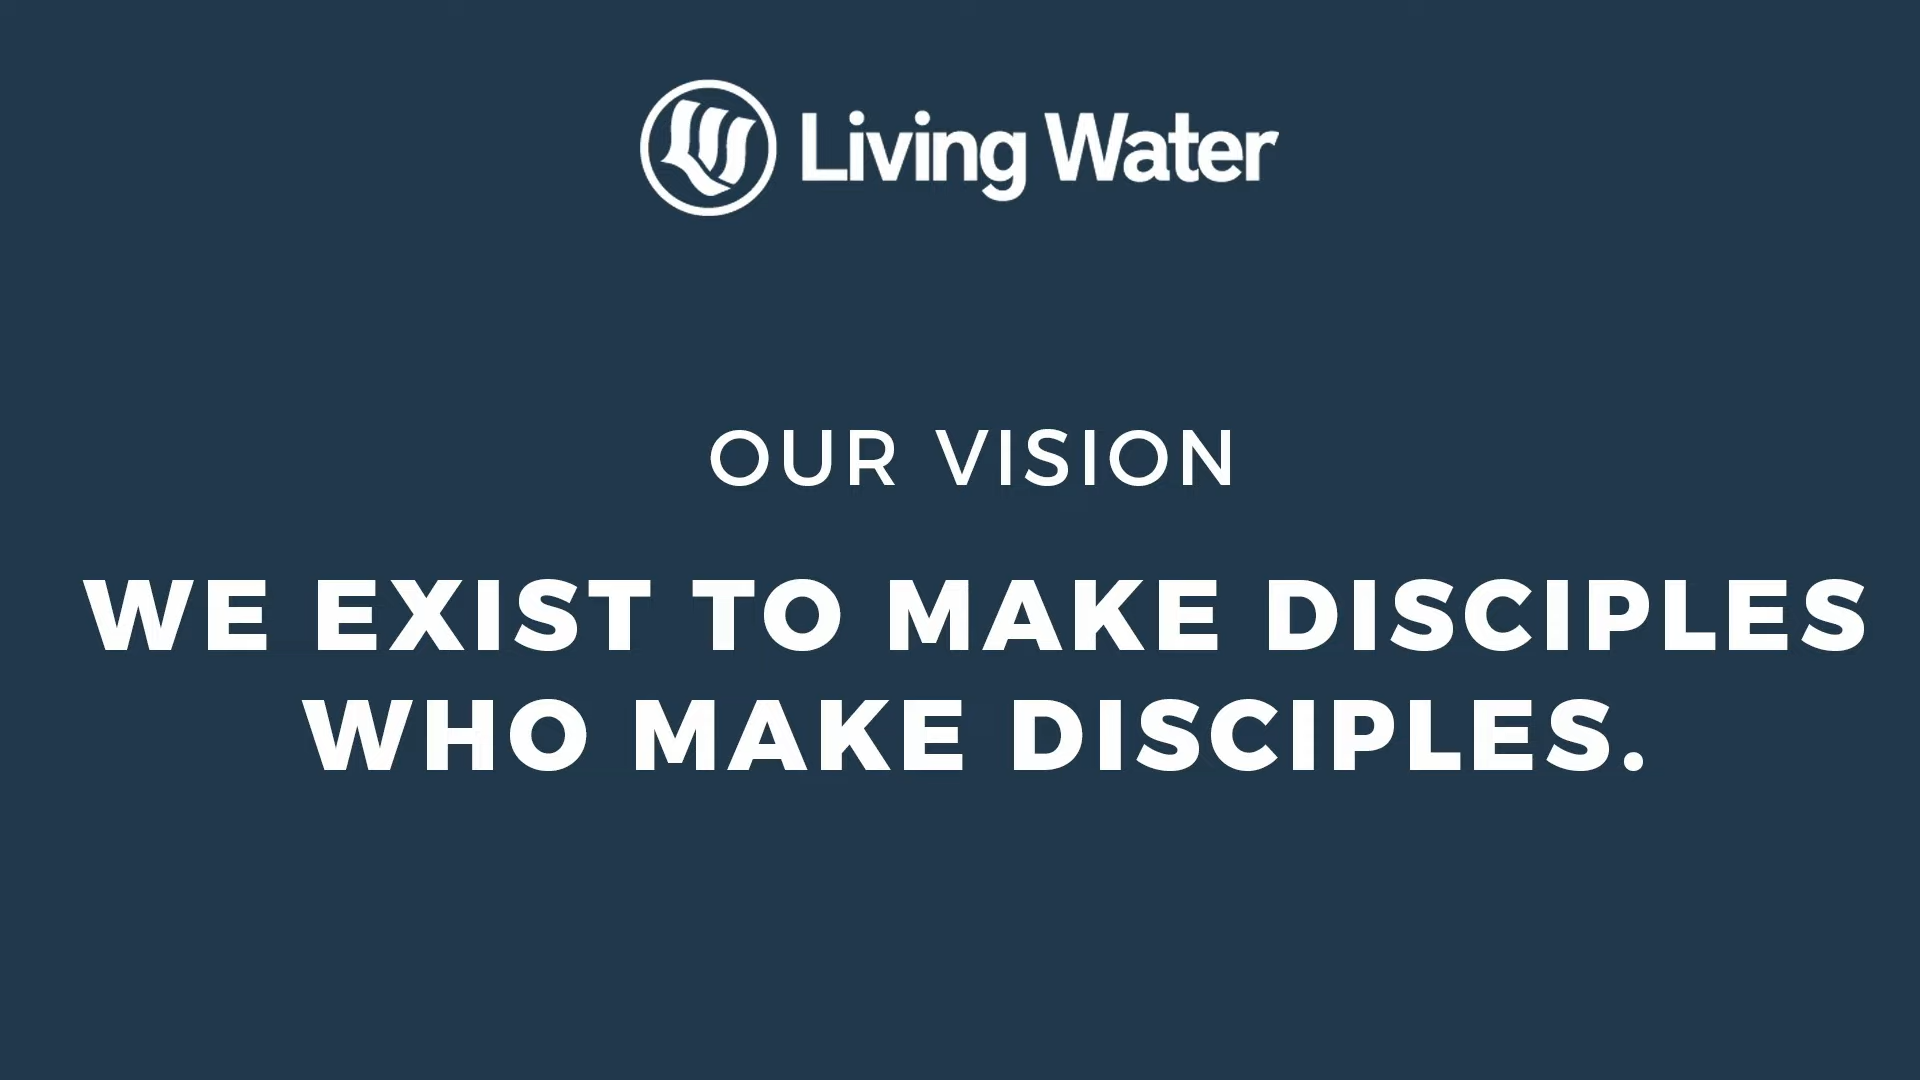 Living Water
OUR VISION
WE EXIST TO MAKE DISCIPLES
WHO MAKE DISCIPLES.